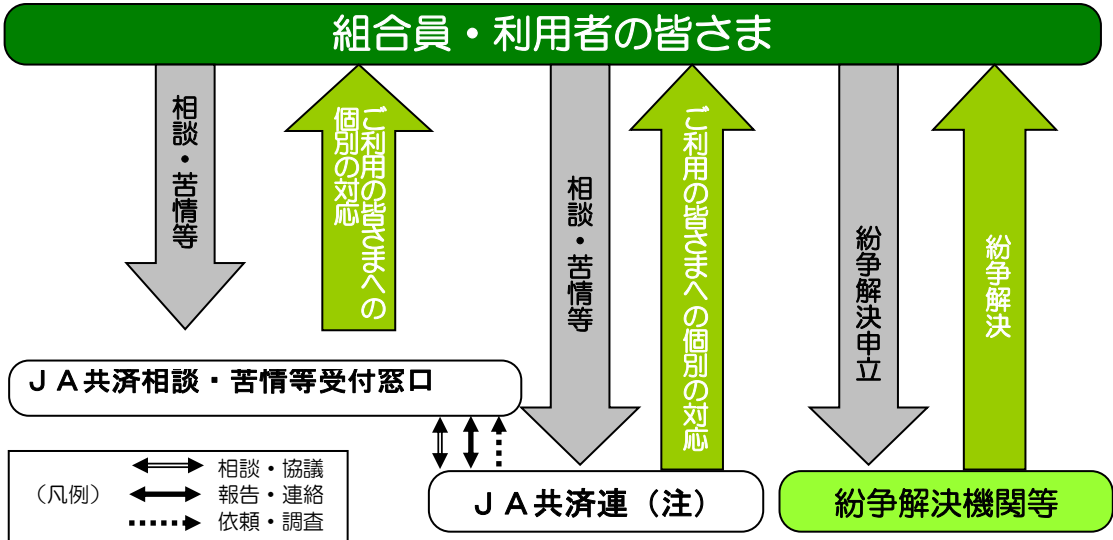 組合員・利用者の皆さま
相談・苦情等
ご利用の皆さまへの
個別の対応
相談・苦情等
ご利用の皆さまへの個別の対応
紛争解決申立
紛争解決
ＪＡ共済相談・苦情等受付窓口
（凡例）
相談・協議
報告・連絡
依頼・調査
ＪＡ共済連（注）
紛争解決機関等